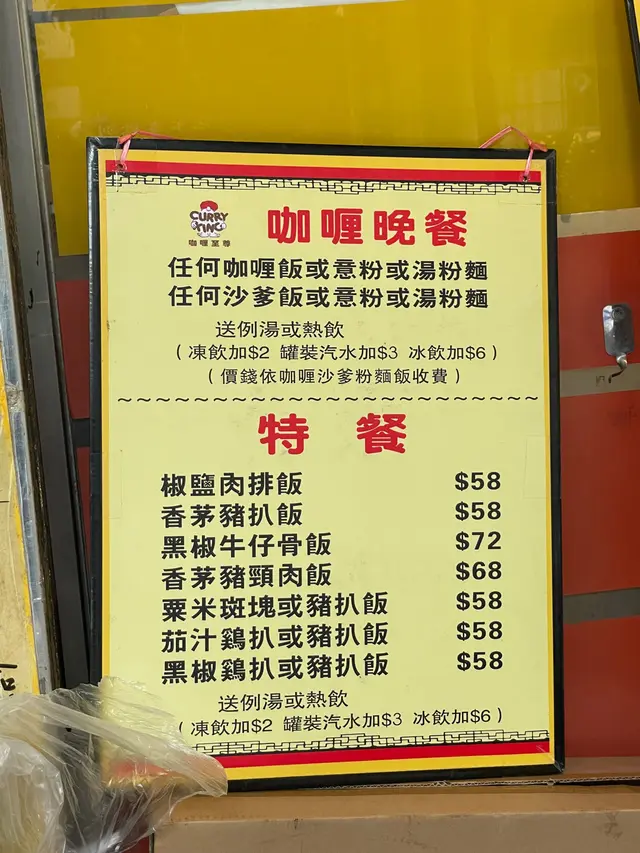 CURRY
KING
咖喱至尊
咖喱晚餐
任何咖喱飯或意粉或湯粉麵
任何沙爹飯或意粉或湯粉麵
送例湯或熱飲
(凍飲加$2 罐裝汽水加$3 冰飲加$6)
(價錢依咖喱沙爹粉麵飯收費)
特餐
椒鹽肉排飯 $58
香茅豬扒飯 $58
黑椒牛仔骨飯 $72
香茅豬頸肉飯 $68
粟米斑塊或豬扒飯 $58
茄汁鷄扒或豬扒飯 $58
黑椒鷄扒或豬扒飯 $58
送例湯或熱飲
(凍飲加$2 罐裝汽水加$3 冰飲加$6)